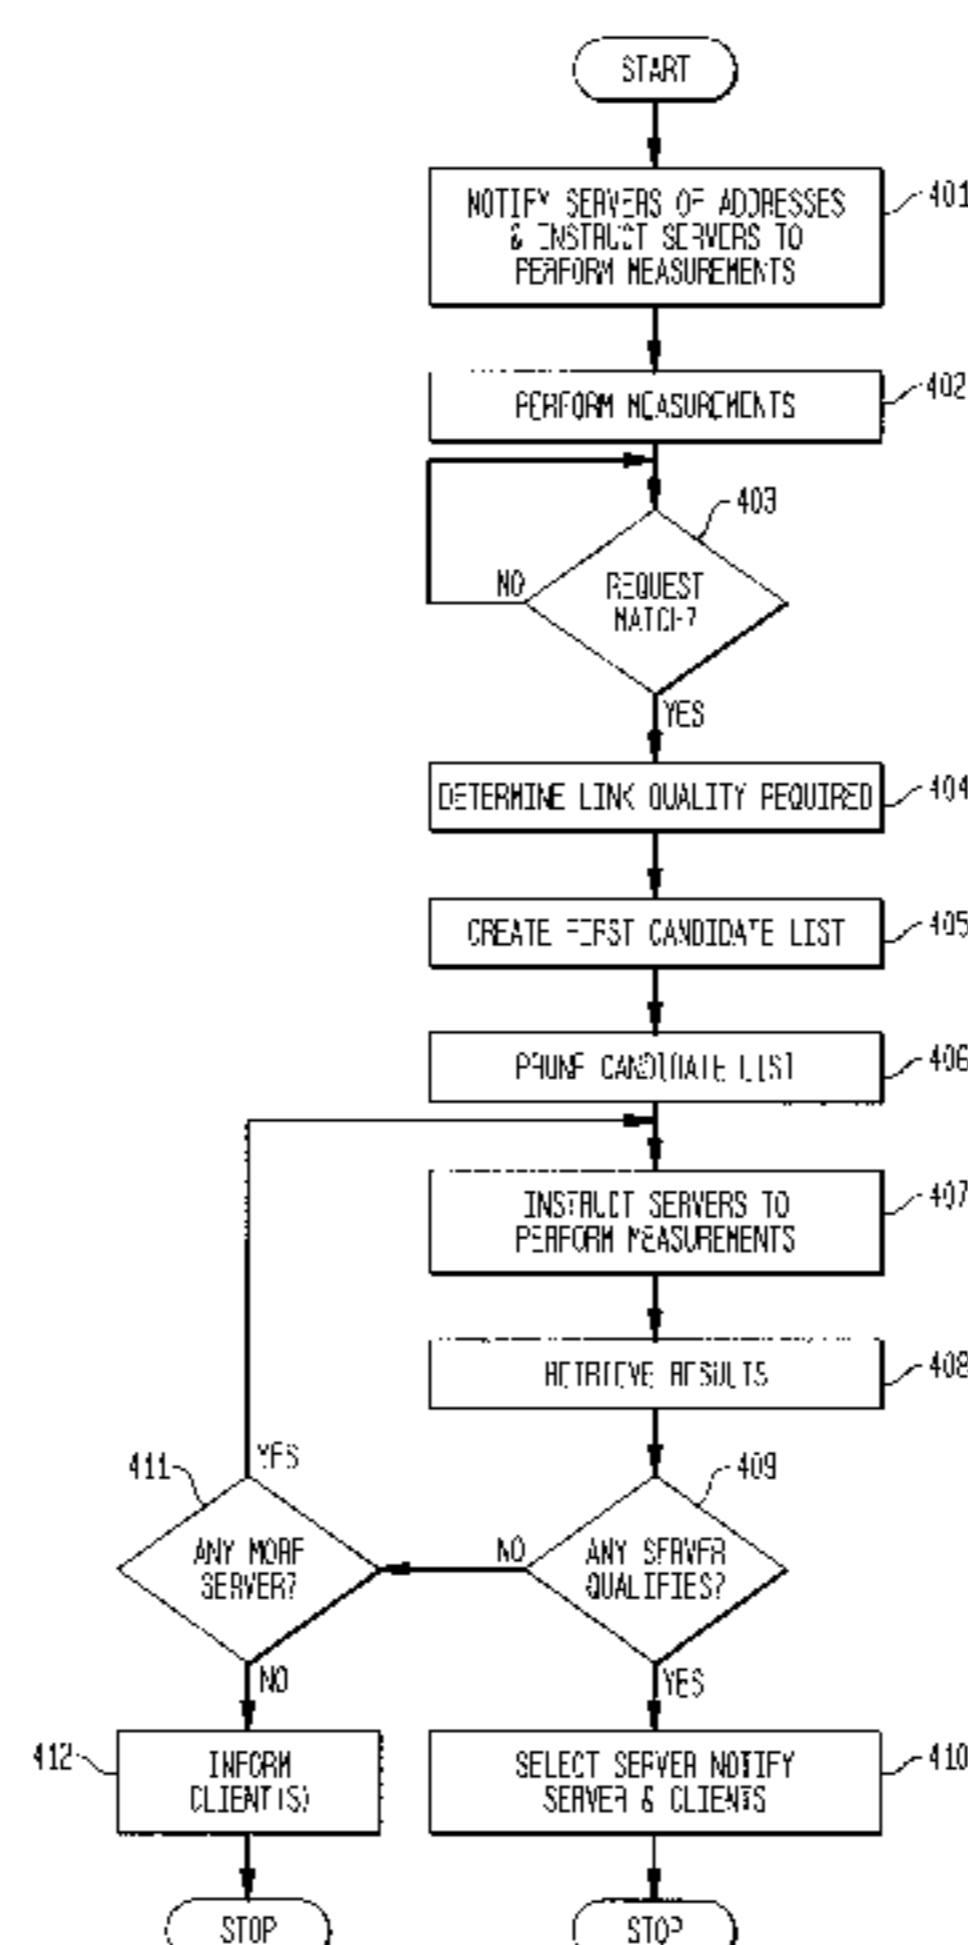 START
NOTIFY SERVERS OF ADDRESSES
& INSTRUCT SERVERS TO
PERFORM MEASUREMENTS
401
PERFORM MEASUREMENTS
402
403
REQUEST
MATCH?
NO
YES
DETERMINE LINK QUALITY REQUIRED
404
CREATE FIRST CANDIDATE LIST
405
PRUNE CANDIDATE LIST
406
INSTRUCT SERVERS TO
PERFORM MEASUREMENTS
407
RETRIEVE RESULTS
408
411
YES
ANY MORE
SERVER?
NO
409
ANY SERVER
QUALIFIES?
NO
YES
412
INFORM
CLIENT(S)
SELECT SERVER NOTIFY
SERVER & CLIENTS
410
STOP
STOP